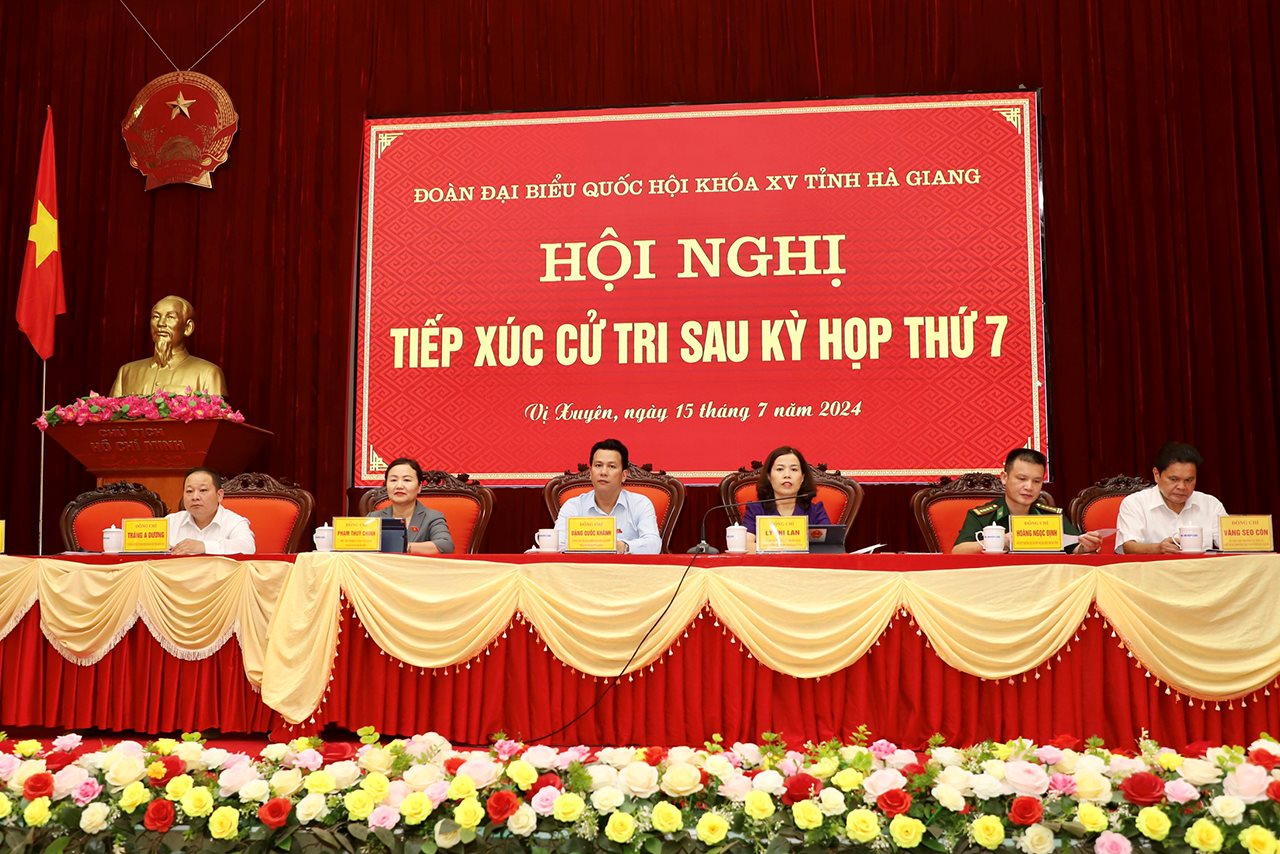 ĐOÀN ĐẠI BIỂU QUỐC HỘI KHÓA XV TỈNH HÀ GIANG
HỘI NGHỊ
TIẾP XÚC CỬ TRI SAU KỲ HỌP THỨ 7
Vị Xuyên, ngày 15 tháng 7 năm 2024
CHỦ TỊCH
HỒ CHÍ MINH
ĐỒNG CHÍ
THÀO A DƯƠNG
ĐỒNG CHÍ
PHẠM THÚY CHINH
ĐỒNG CHÍ
ĐẶNG QUỐC KHÁNH
ĐỒNG CHÍ
LÝ THỊ LAN
ĐỒNG CHÍ
HOÀNG NGỌC ĐỊNH
ĐỒNG CHÍ
VÀNG SEO CÓN